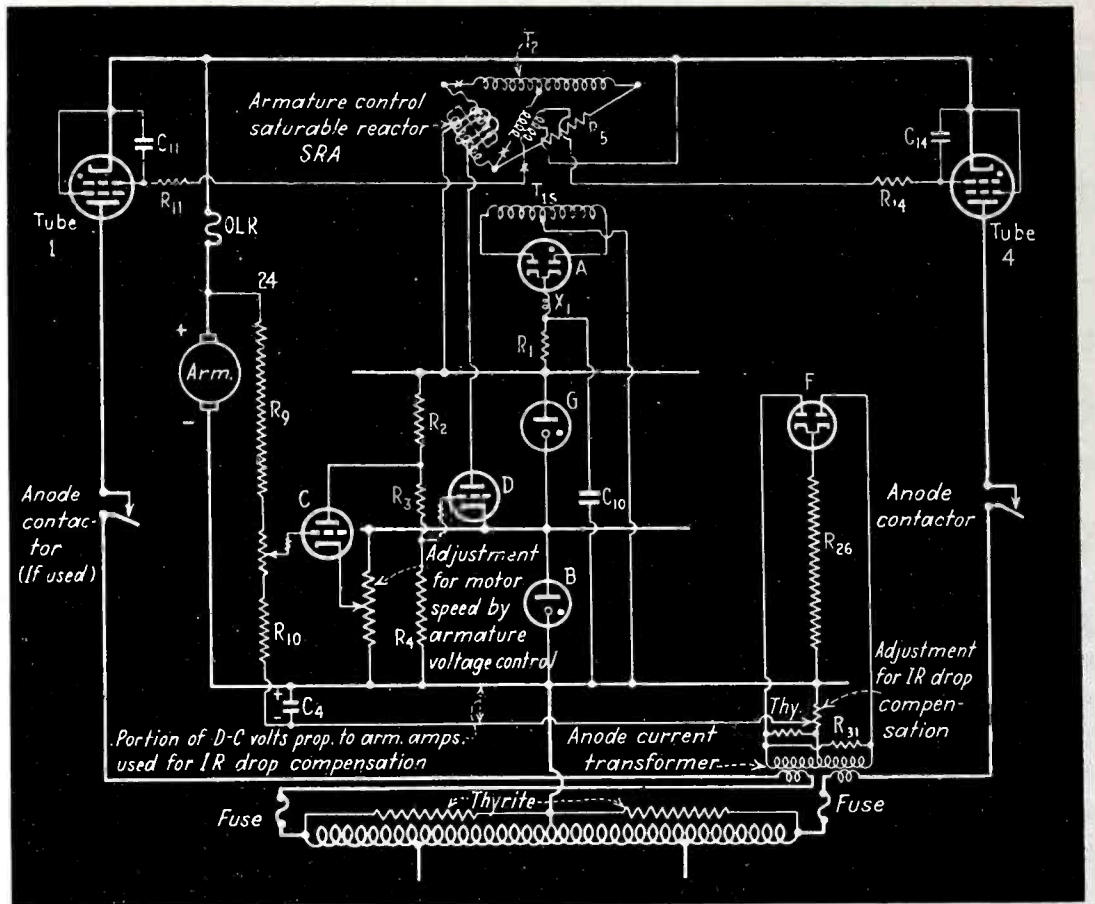 T2
Armature control
saturable reactor
SRA
R5
C11
C14
R11
R14
Tube
1
Tube
4
OLR
T1S
A
X1
R1
24
+
Arm.
-
R9
R2
G
F
C
R3
D
C10
R26
Anode
contac-
tor
(If used)
Anode
contactor
Adjustment
for motor
speed by
armature
voltage control
B
R10
R4
Adjustment
for IR drop
compen-
sation
+
-
C4
Thy.
R31
Portion of D-C volts prop. to arm. amps.
used for IR drop compensation
Anode current
transformer
Fuse
Thyrite
Fuse